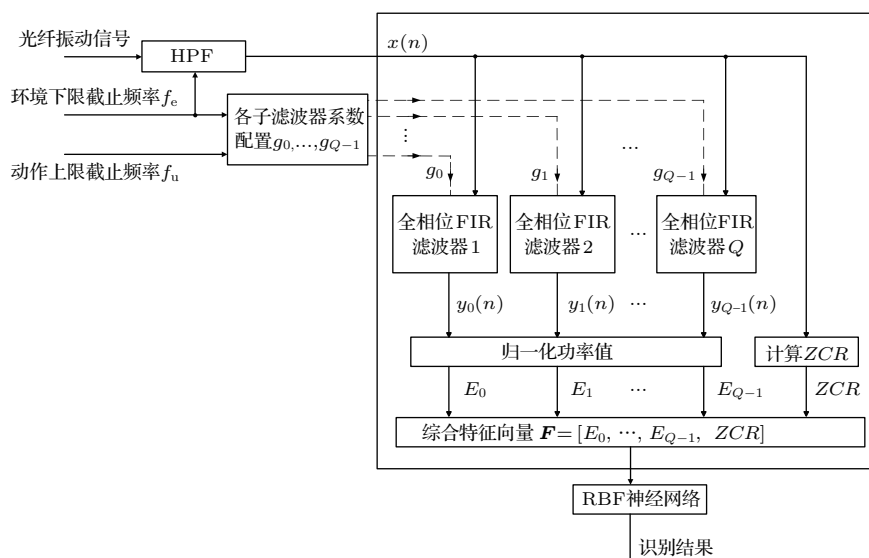 光纤振动信号
HPF
x(n)
环境下限截止频率f_e
各子滤波器系数
配置g_0,…,g_{Q−1}
动作上限截止频率f_u
⋮
…
g_0
g_1
g_{Q−1}
全相位FIR
滤波器1
全相位FIR
滤波器2
…
全相位FIR
滤波器Q
y_0(n)
y_1(n)
…
y_{Q−1}(n)
归一化功率值
计算ZCR
E_0
E_1
…
E_{Q−1}
ZCR
综合特征向量 F=[E_0, …, E_{Q−1}, ZCR]
RBF神经网络
识别结果